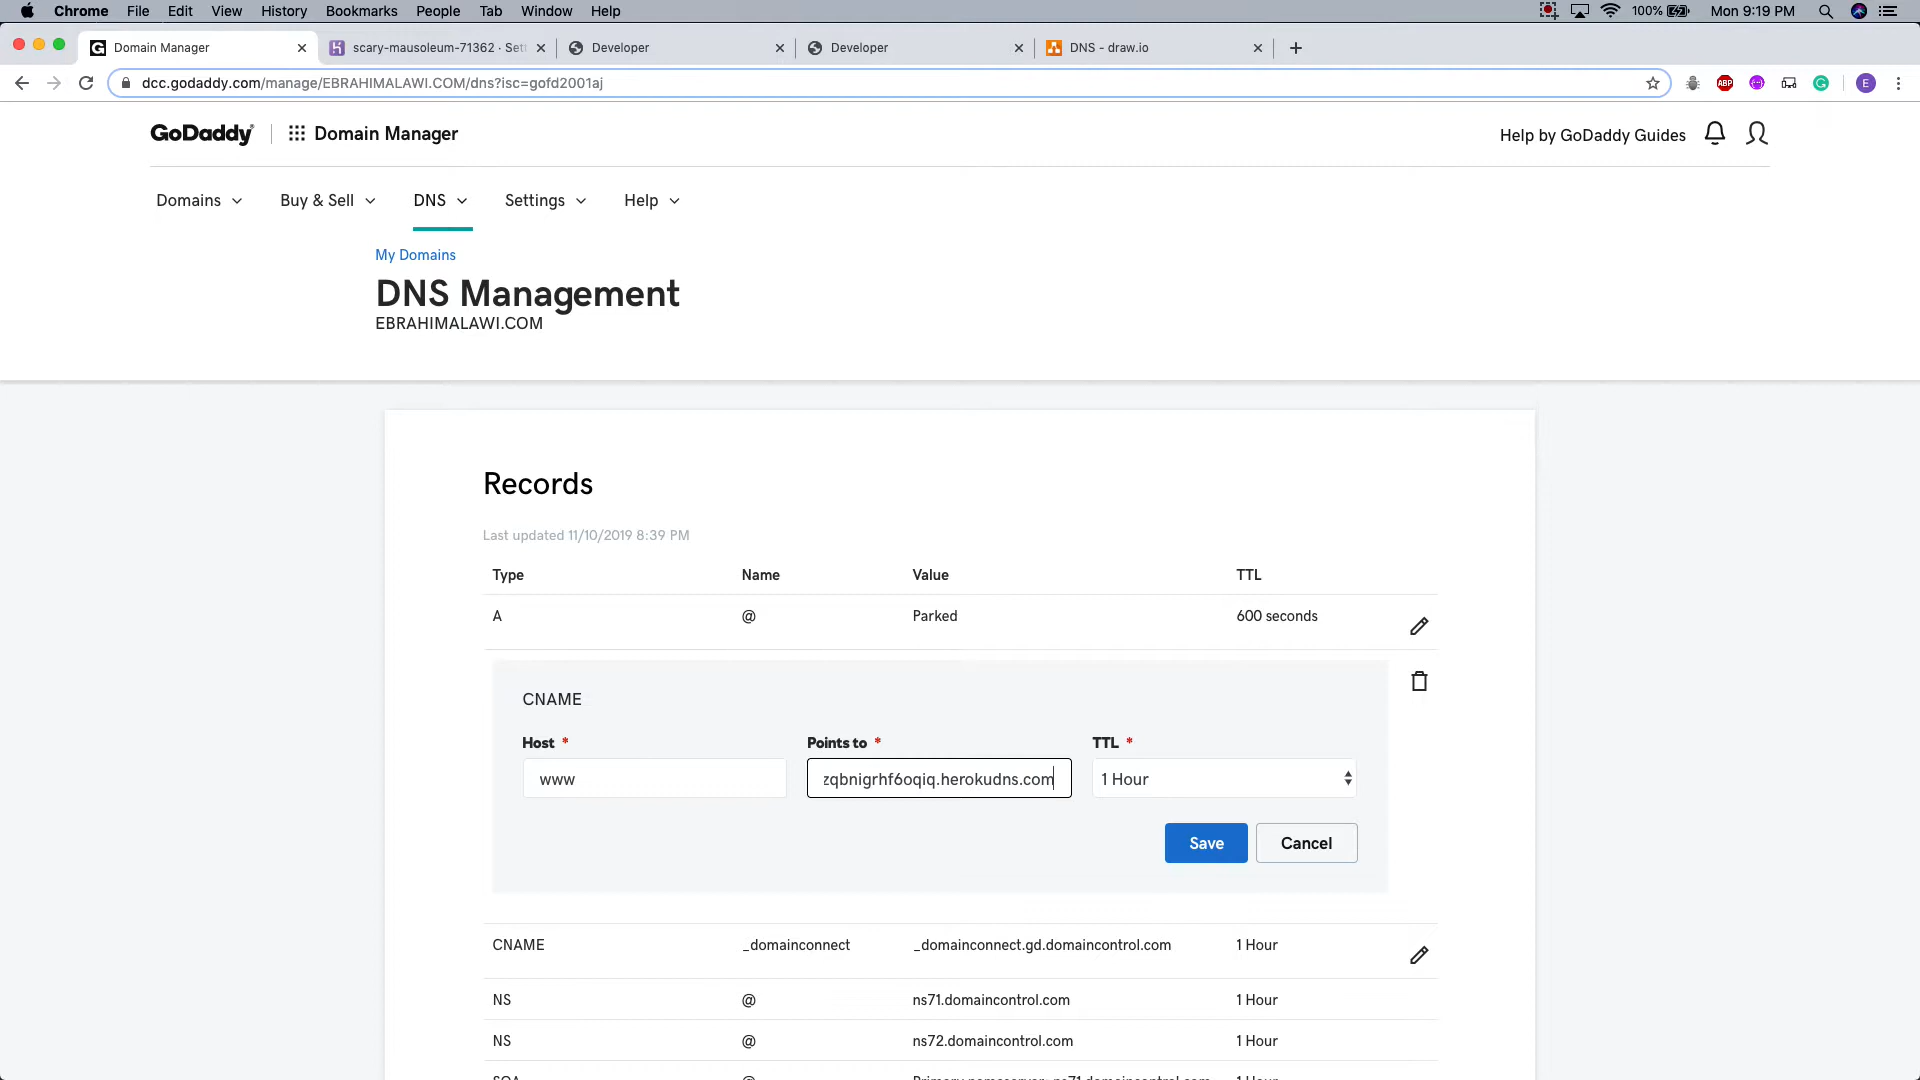 Chrome File Edit View History Bookmarks People Tab Window Help 100% Mon 9:19 PM
Domain Manager scary-mausoleum-71362 · Set Developer Developer DNS - draw.io
dcc.godaddy.com/manage/EBRAHIMALAWI.COM/dns?isc=gofd2001aj ABP E
GoDaddy Domain Manager Help by GoDaddy Guides
Domains Buy & Sell DNS Settings Help
My Domains
DNS Management
EBRAHIMALAWI.COM
Records
Last updated 11/10/2019 8:39 PM
Type Name Value TTL
A @ Parked 600 seconds
CNAME
Host * Points to * TTL *
www zqbnigrhf6oqiq.herokudns.com 1 Hour
Save Cancel
CNAME _domainconnect _domainconnect.gd.domaincontrol.com 1 Hour
NS @ ns71.domaincontrol.com 1 Hour
NS @ ns72.domaincontrol.com 1 Hour